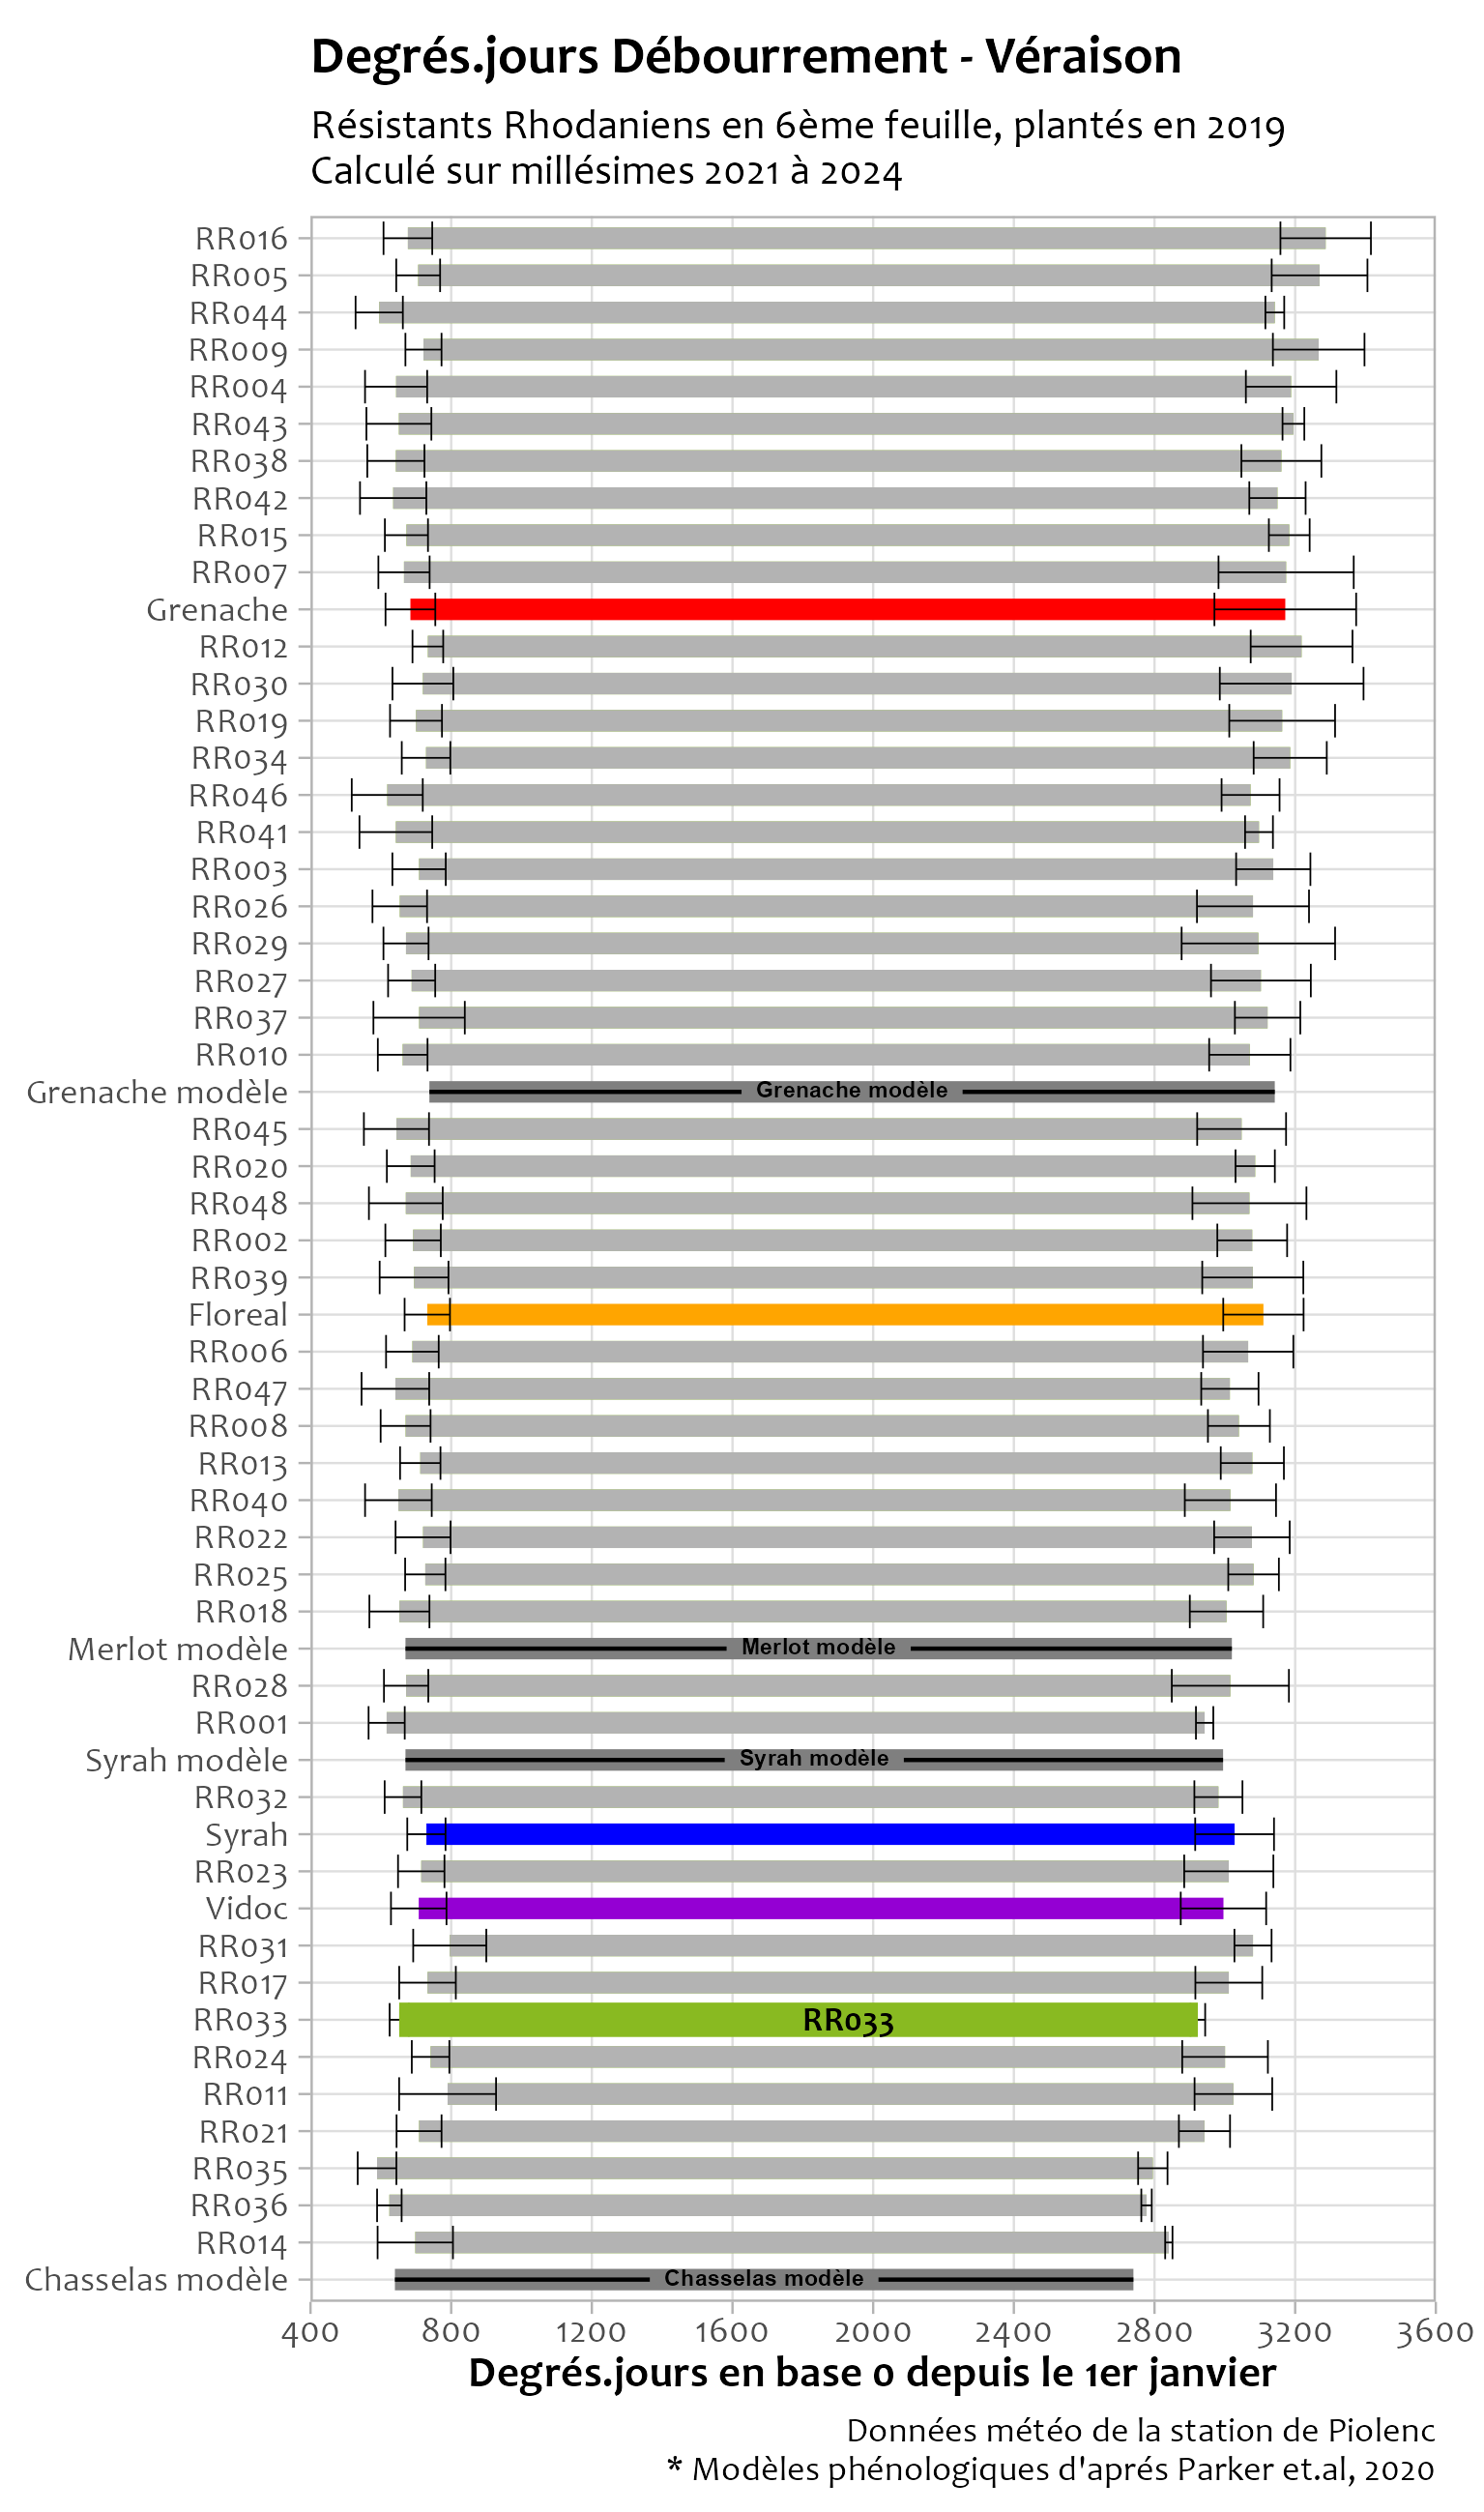 Degrés.jours Débourrement - Véraison
Résistants Rhodaniens en 6ème feuille, plantés en 2019
Calculé sur millésimes 2021 à 2024
RR016
RR005
RR044
RR009
RR004
RR043
RR038
RR042
RR015
RR007
Grenache
RR012
RR030
RR019
RR034
RR046
RR041
RR003
RR026
RR029
RR027
RR037
RR010
Grenache modèle Grenache modèle
RR045
RR020
RR048
RR002
RR039
Floreal
RR006
RR047
RR008
RR013
RR040
RR022
RR025
RR018
Merlot modèle Merlot modèle
RR028
RR001
Syrah modèle Syrah modèle
RR032
Syrah
RR023
Vidoc
RR031
RR017
RR033 RR033
RR024
RR011
RR021
RR035
RR036
RR014
Chasselas modèle Chasselas modèle
400 800 1200 1600 2000 2400 2800 3200 3600
Degrés.jours en base 0 depuis le 1er janvier
Données météo de la station de Piolenc
* Modèles phénologiques d'aprés Parker et.al, 2020